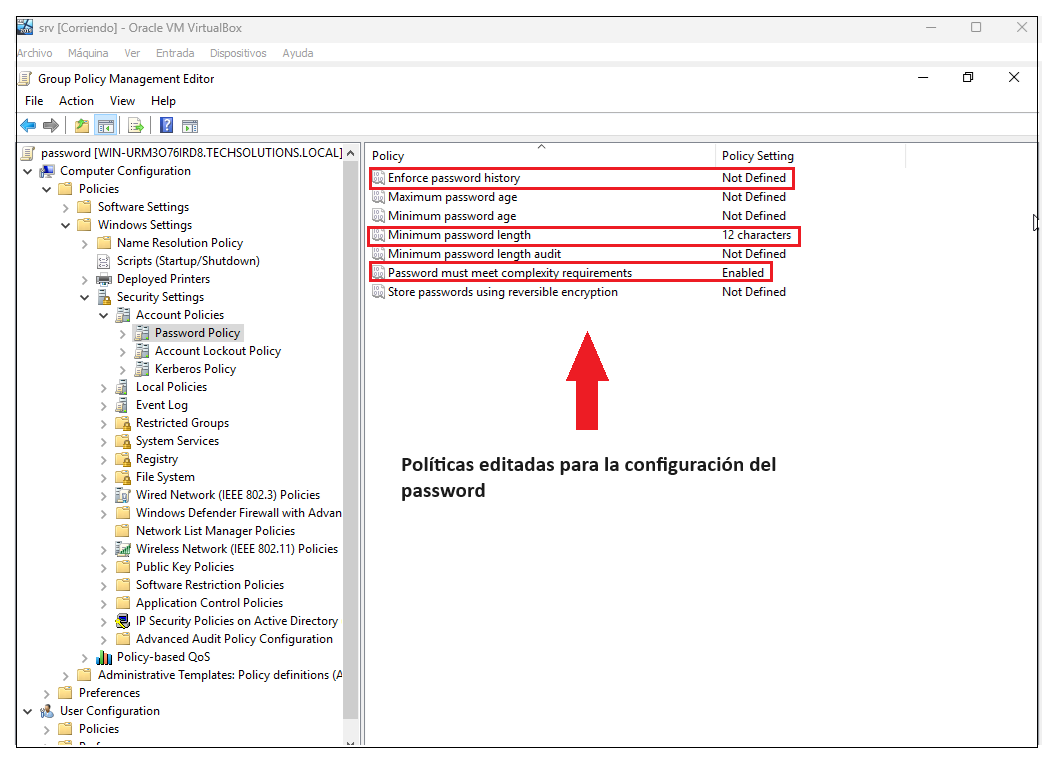 srv [Corriendo] - Oracle VM VirtualBox
Archivo Máquina Ver Entrada Dispositivos Ayuda
Group Policy Management Editor
File Action View Help
password [WIN-URM3O76IRD8.TECHSOLUTIONS.LOCAL]
Computer Configuration
Policies
Software Settings
Windows Settings
Name Resolution Policy
Scripts (Startup/Shutdown)
Deployed Printers
Security Settings
Account Policies
Password Policy
Account Lockout Policy
Kerberos Policy
Local Policies
Event Log
Restricted Groups
System Services
Registry
File System
Wired Network (IEEE 802.3) Policies
Windows Defender Firewall with Advan
Network List Manager Policies
Wireless Network (IEEE 802.11) Policies
Public Key Policies
Software Restriction Policies
Application Control Policies
IP Security Policies on Active Directory
Advanced Audit Policy Configuration
Policy-based QoS
Administrative Templates: Policy definitions (A
Preferences
User Configuration
Policies
Policy Policy Setting
Enforce password history Not Defined
Maximum password age Not Defined
Minimum password age Not Defined
Minimum password length 12 characters
Minimum password length audit Not Defined
Password must meet complexity requirements Enabled
Store passwords using reversible encryption Not Defined
Políticas editadas para la configuración del
password